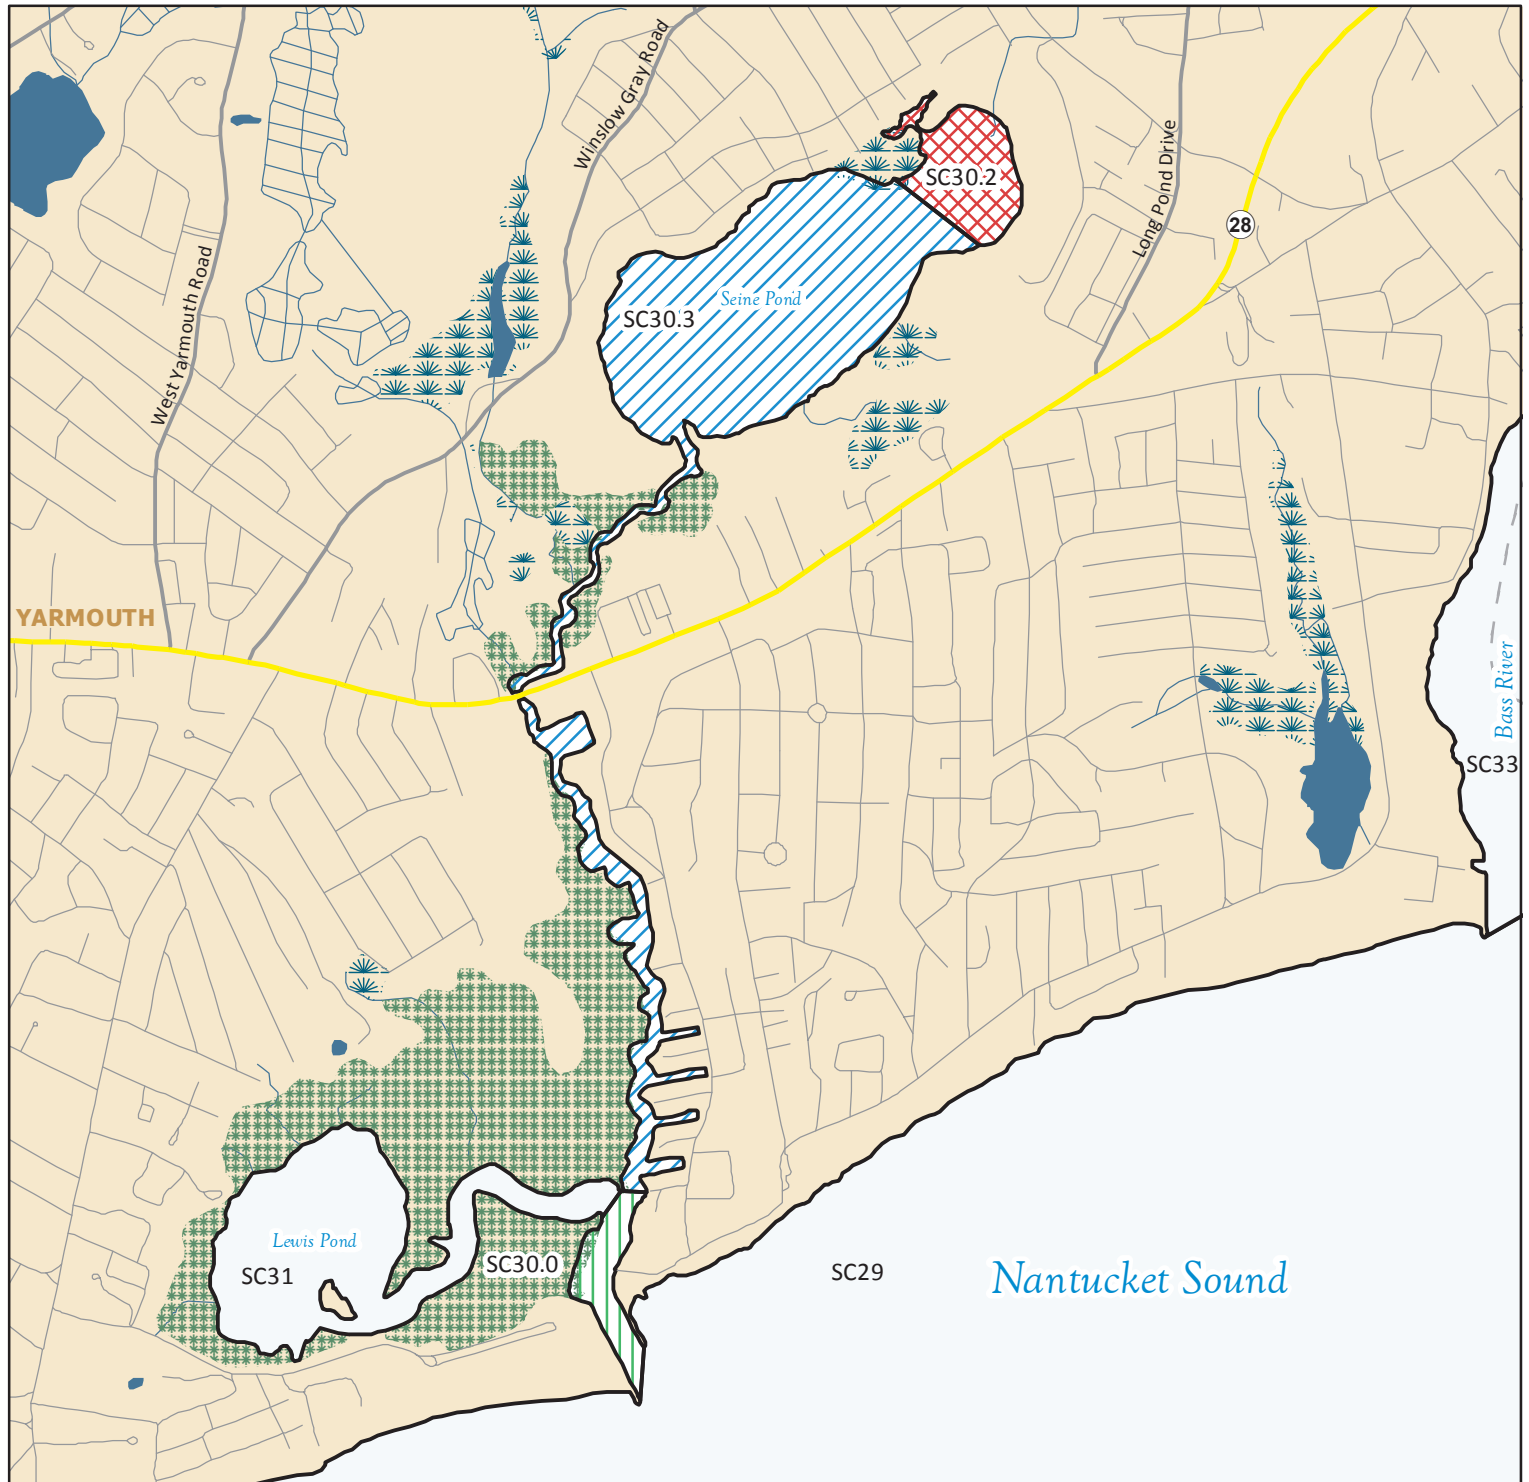 Winslow Gray Road
Long Pond Drive
SC30.2
28
West Yarmouth Road
Seine Pond
SC30.3
YARMOUTH
Bass River
SC33
Lewis Pond
SC31
SC30.0
SC29
Nantucket Sound